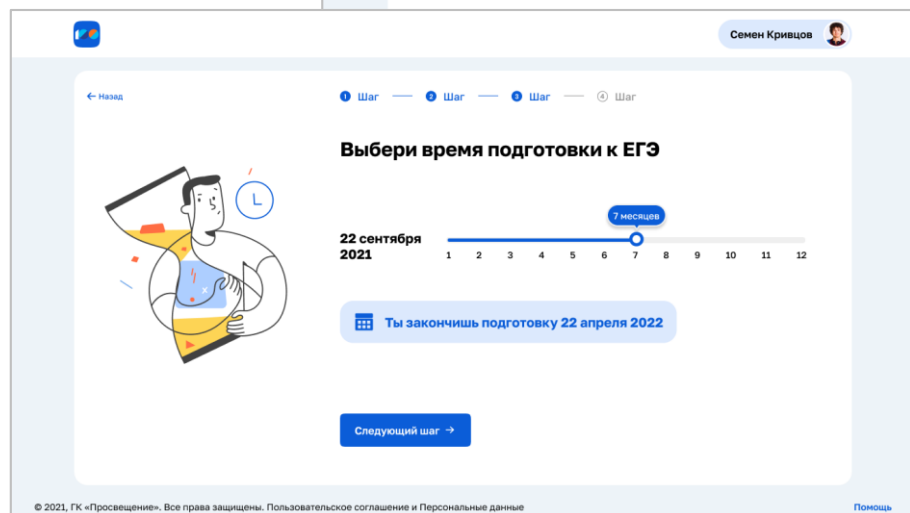 Семен Кривцов
← Назад
1 Шаг 2 Шаг 3 Шаг 4 Шаг
Выбери время подготовки к ЕГЭ
7 месяцев
22 сентября
2021
1 2 3 4 5 6 7 8 9 10 11 12
Ты закончишь подготовку 22 апреля 2022
Следующий шаг →
© 2021, ГК «Просвещение». Все права защищены. Пользовательское соглашение и Персональные данные
Помощь